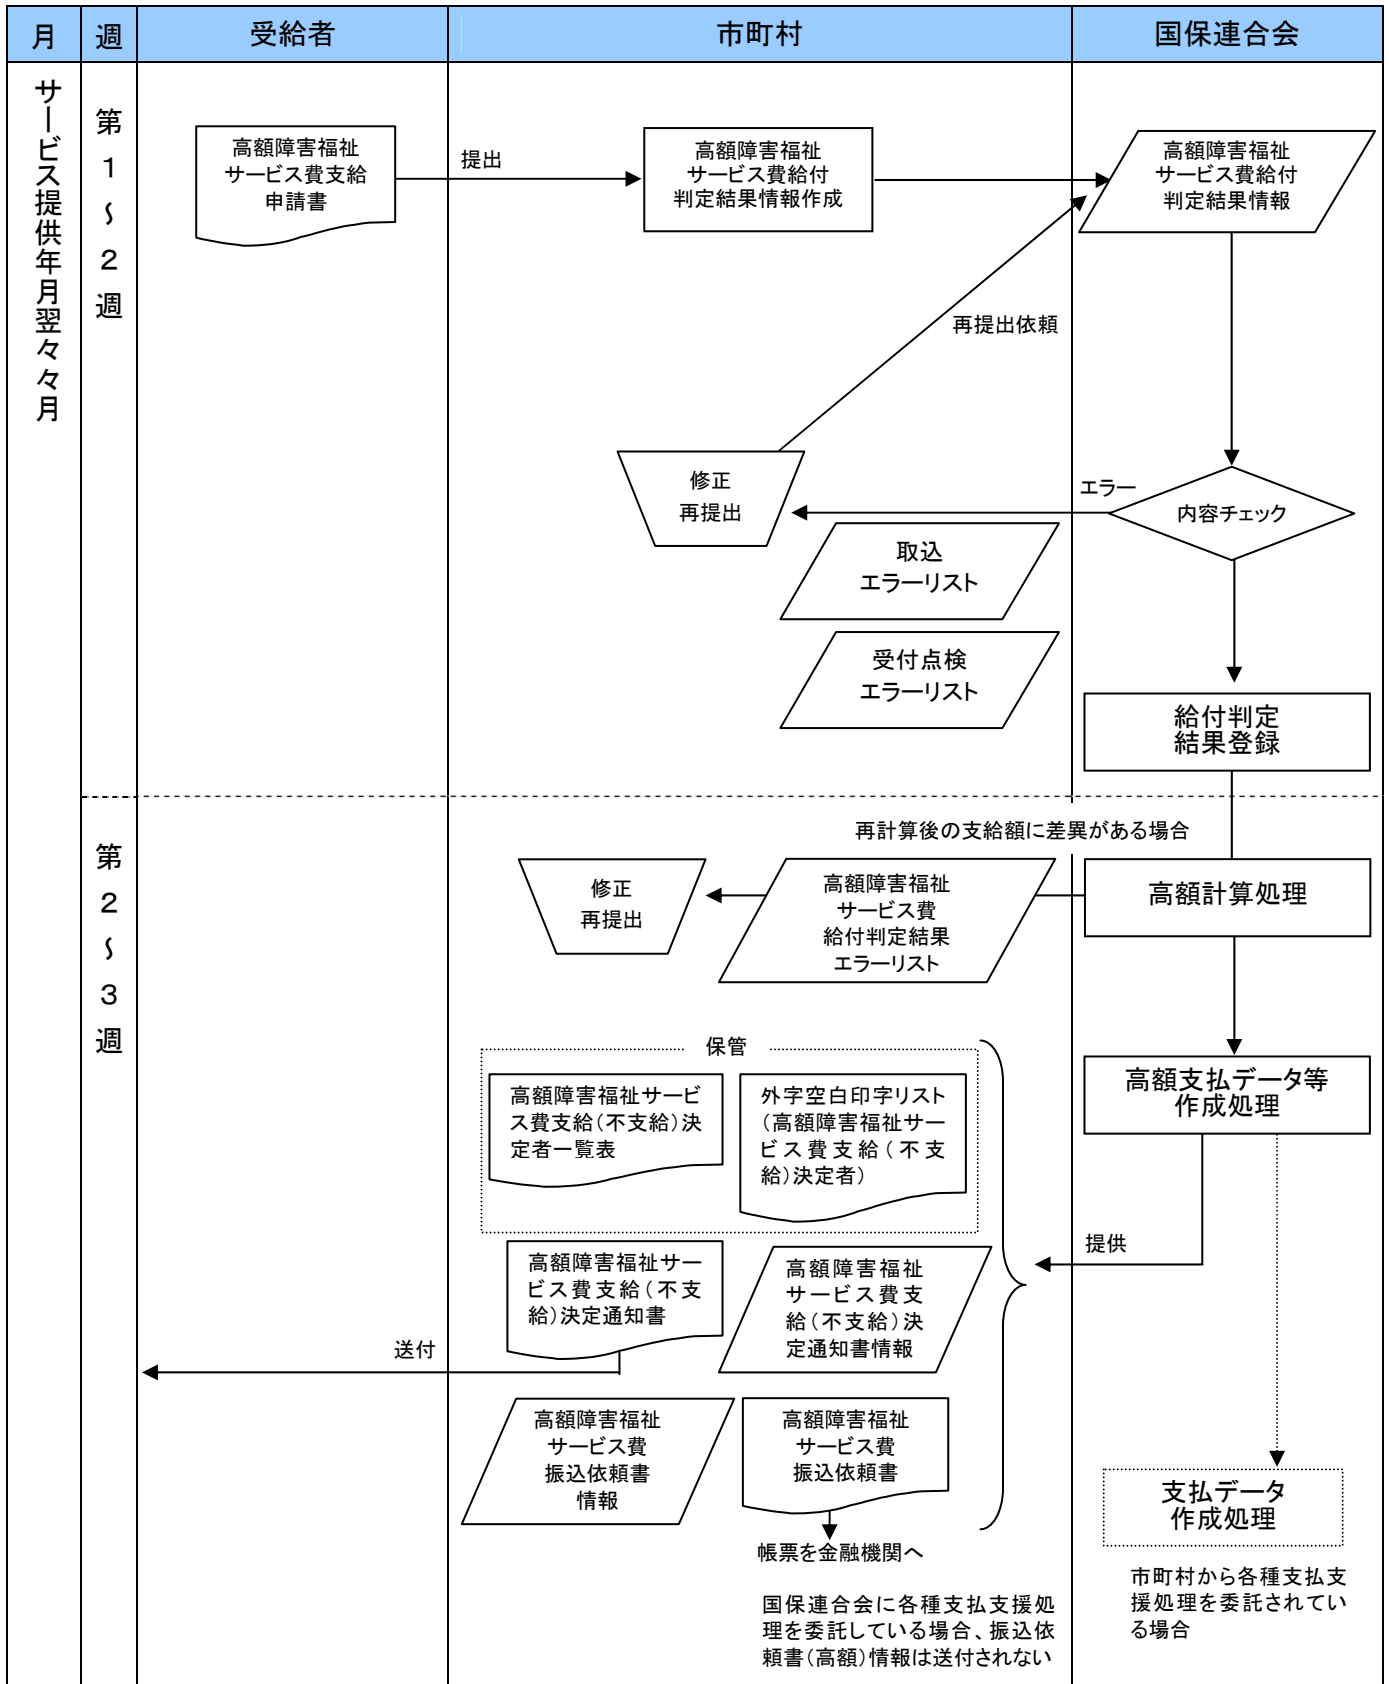 月
週
受給者
市町村
国保連合会
サービス提供年月翌々々月
第1～2週
高額障害福祉
サービス費支給
申請書
提出
高額障害福祉
サービス費給付
判定結果情報作成
高額障害福祉
サービス費給付
判定結果情報
再提出依頼
修正
再提出
エラー
内容チェック
取込
エラーリスト
受付点検
エラーリスト
給付判定
結果登録
第2～3週
再計算後の支給額に差異がある場合
修正
再提出
高額障害福祉
サービス費
給付判定結果
エラーリスト
高額計算処理
保管
高額障害福祉サービ
ス費支給（不支給）決
定者一覧表
外字空白印字リスト
（高額障害福祉サー
ビス費支給（不支
給）決定者）
高額支払データ等
作成処理
提供
高額障害福祉サー
ビス費支給（不支
給）決定通知書
高額障害福祉
サービス費支
給（不支給）決
定通知書情報
送付
高額障害福祉
サービス費
振込依頼書
情報
高額障害福祉
サービス費
振込依頼書
帳票を金融機関へ
支払データ
作成処理
市町村から各種支払支
援処理を委託されてい
る場合
国保連合会に各種支払支援処
理を委託している場合、振込依
頼書（高額）情報は送付されない